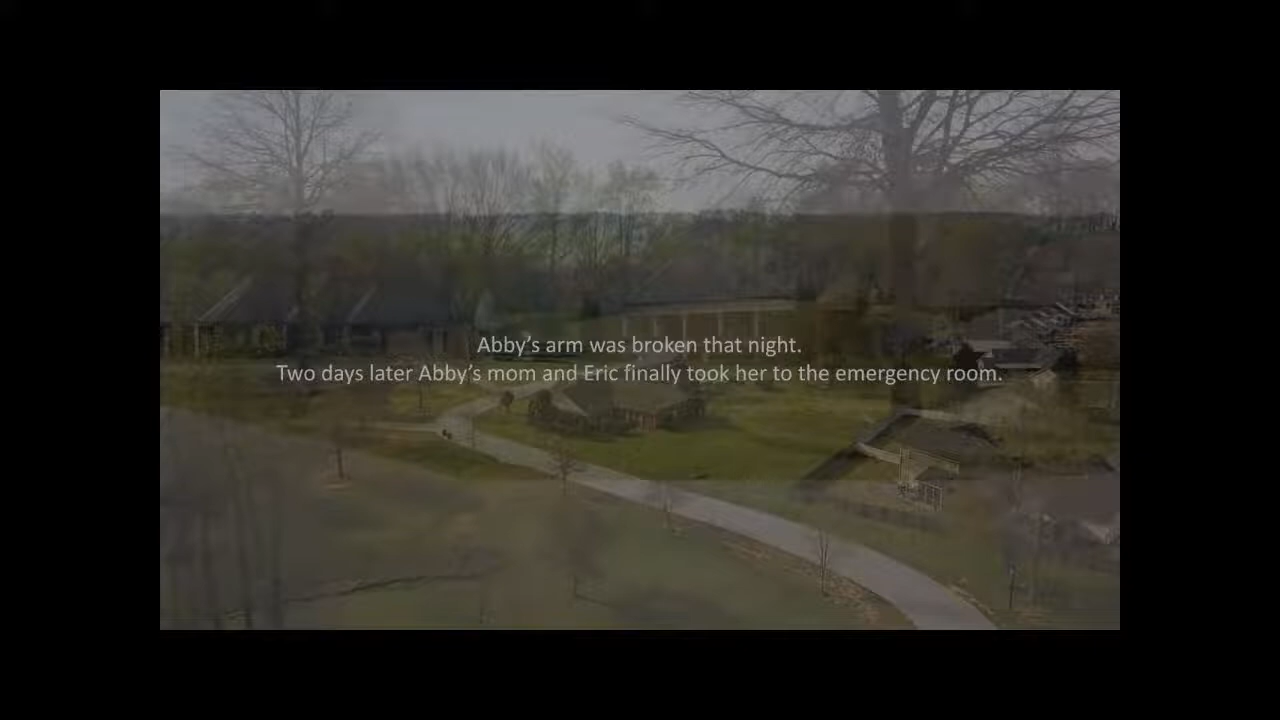 Abby’s arm was broken that night.
Two days later Abby’s mom and Eric finally took her to the emergency room.